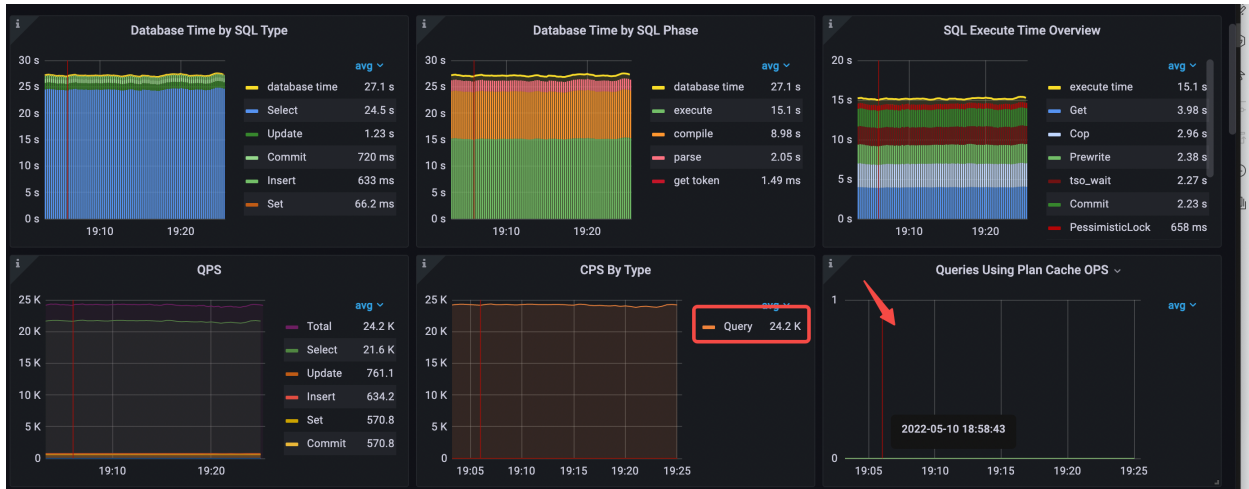 Database Time by SQL Type
30 s
25 s
20 s
15 s
10 s
5 s
0 s
19:10 19:20
avg
database time 27.1 s
Select 24.5 s
Update 1.23 s
Commit 720 ms
Insert 633 ms
Set 66.2 ms
Database Time by SQL Phase
30 s
25 s
20 s
15 s
10 s
5 s
0 s
19:10 19:20
avg
database time 27.1 s
execute 15.1 s
compile 8.98 s
parse 2.05 s
get token 1.49 ms
SQL Execute Time Overview
20 s
15 s
10 s
5 s
0 s
19:10 19:20
avg
execute time 15.1 s
Get 3.98 s
Cop 2.96 s
Prewrite 2.38 s
tso_wait 2.27 s
Commit 2.23 s
PessimisticLock 658 ms
QPS
25 K
20 K
15 K
10 K
5 K
0
19:10 19:20
avg
Total 24.2 K
Select 21.6 K
Update 761.1
Insert 634.2
Set 570.8
Commit 570.8
CPS By Type
25 K
20 K
15 K
10 K
5 K
0
19:05 19:10 19:15 19:20 19:25
avg
Query 24.2 K
Queries Using Plan Cache OPS
1
0
19:05 19:10 19:15 19:20 19:25
avg
2022-05-10 18:58:43